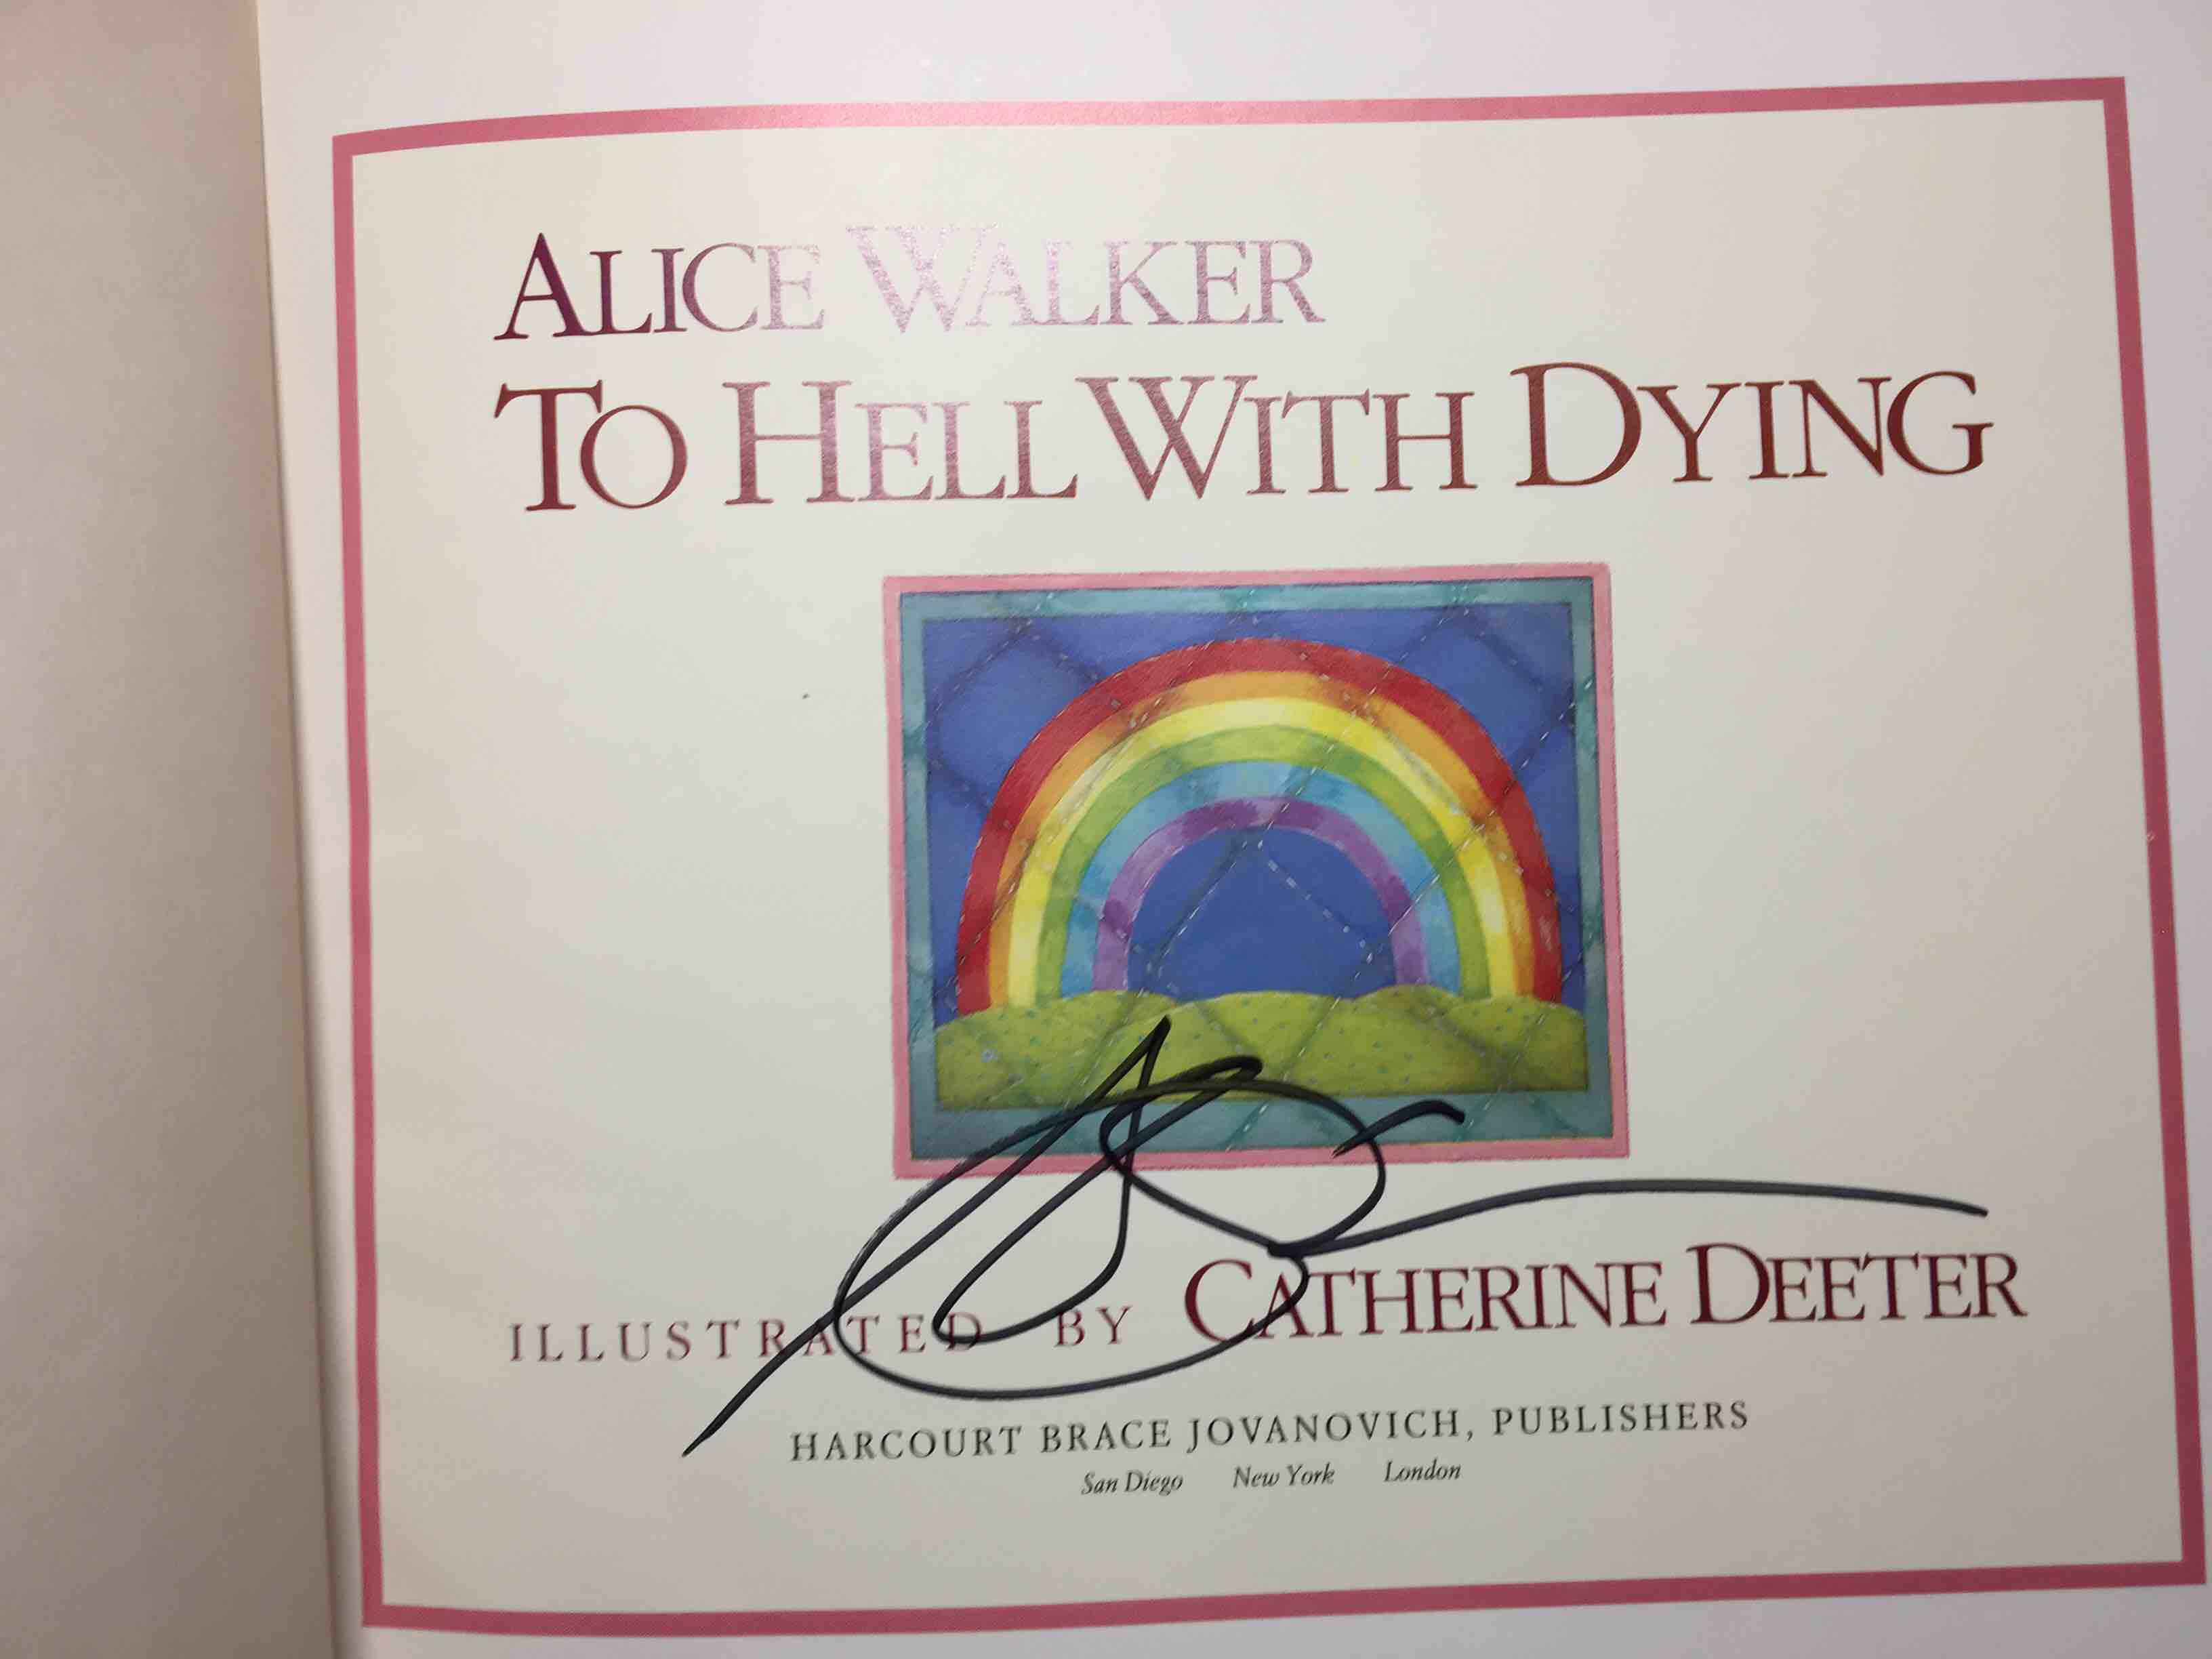 ALICE WALKER
TO HELL WITH DYING
ILLUSTRATED BY CATHERINE DEETER
HARCOURT BRACE JOVANOVICH, PUBLISHERS
San Diego New York London